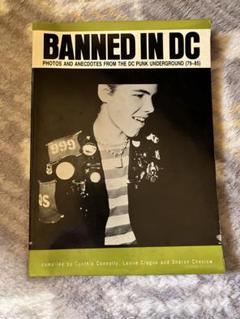 BANNED IN DC
PHOTOS AND ANECDOTES FROM THE DC PUNK UNDERGROUND (79-85)
999
compiled by Cynthia Connolly, Leslie Clague and Sharon Cheslow